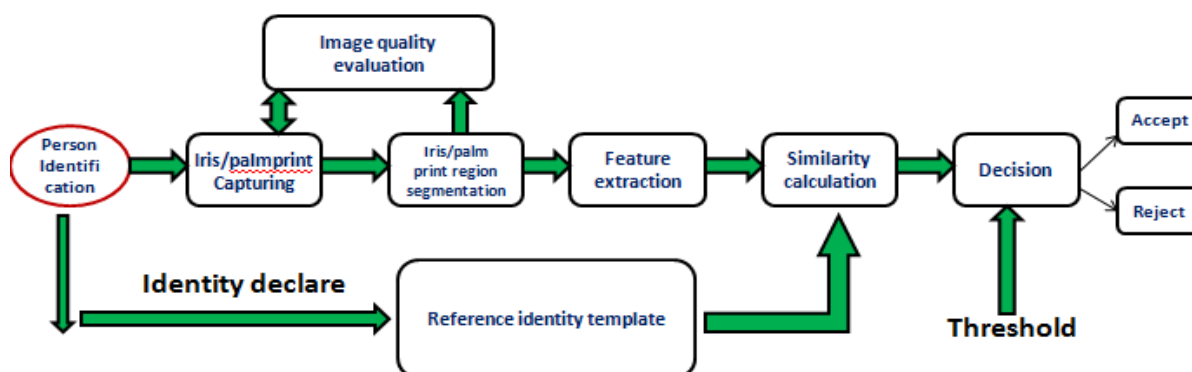 Image quality
evaluation
Person
Identifi
cation
Iris/palmprint
Capturing
Iris/palm
print region
segmentation
Feature
extraction
Similarity
calculation
Decision
Accept
Reject
Identity declare
Reference identity template
Threshold